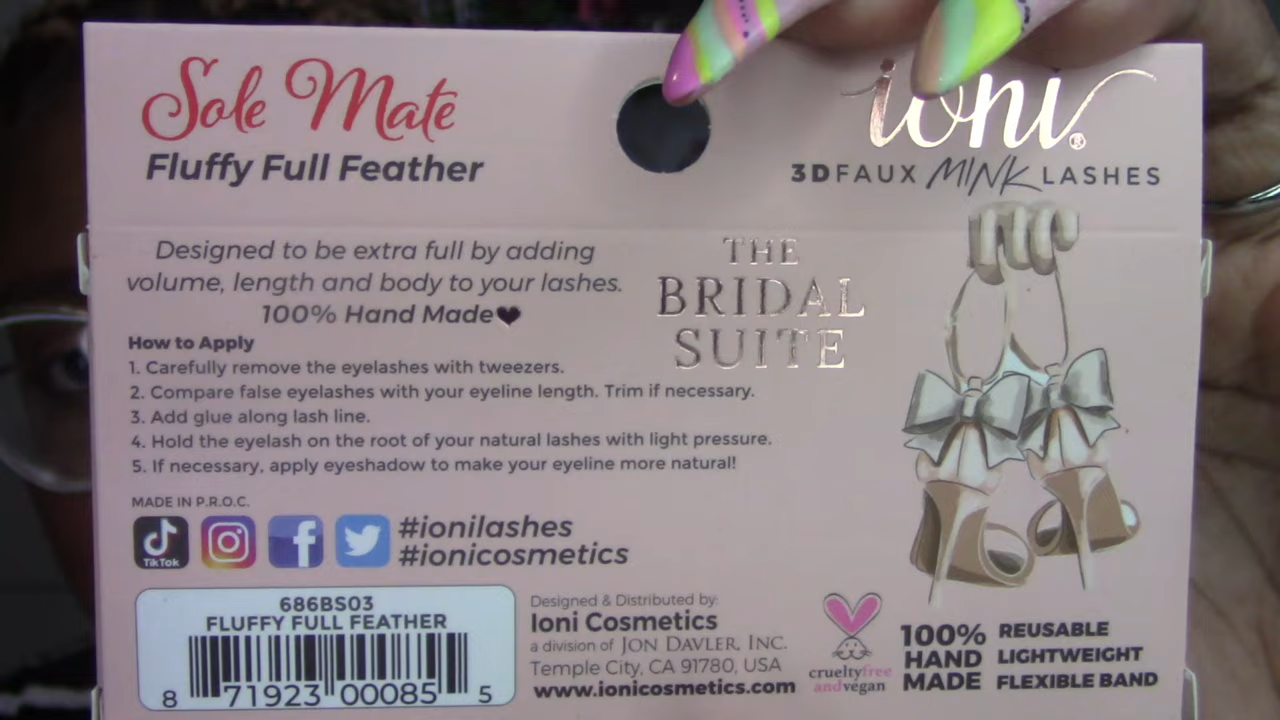 Sole Mate
Fluffy Full Feather
ioni®
3D FAUX MINK LASHES
Designed to be extra full by adding
volume, length and body to your lashes.
100% Hand Made
THE
BRIDAL
SUITE
How to Apply
1. Carefully remove the eyelashes with tweezers.
2. Compare false eyelashes with your eyeline length. Trim if necessary.
3. Add glue along lash line.
4. Hold the eyelash on the root of your natural lashes with light pressure.
5. If necessary, apply eyeshadow to make your eyeline more natural!
MADE IN P.R.O.C.
TikTok
#ionilashes
#ionicosmetics
686BS03
FLUFFY FULL FEATHER
8 71923 00085 5
Designed & Distributed by:
Ioni Cosmetics
a division of JON DAVLER, INC.
Temple City, CA 91780, USA
www.ionicosmetics.com
crueltyfree
andvegan
100%
HAND
MADE
REUSABLE
LIGHTWEIGHT
FLEXIBLE BAND